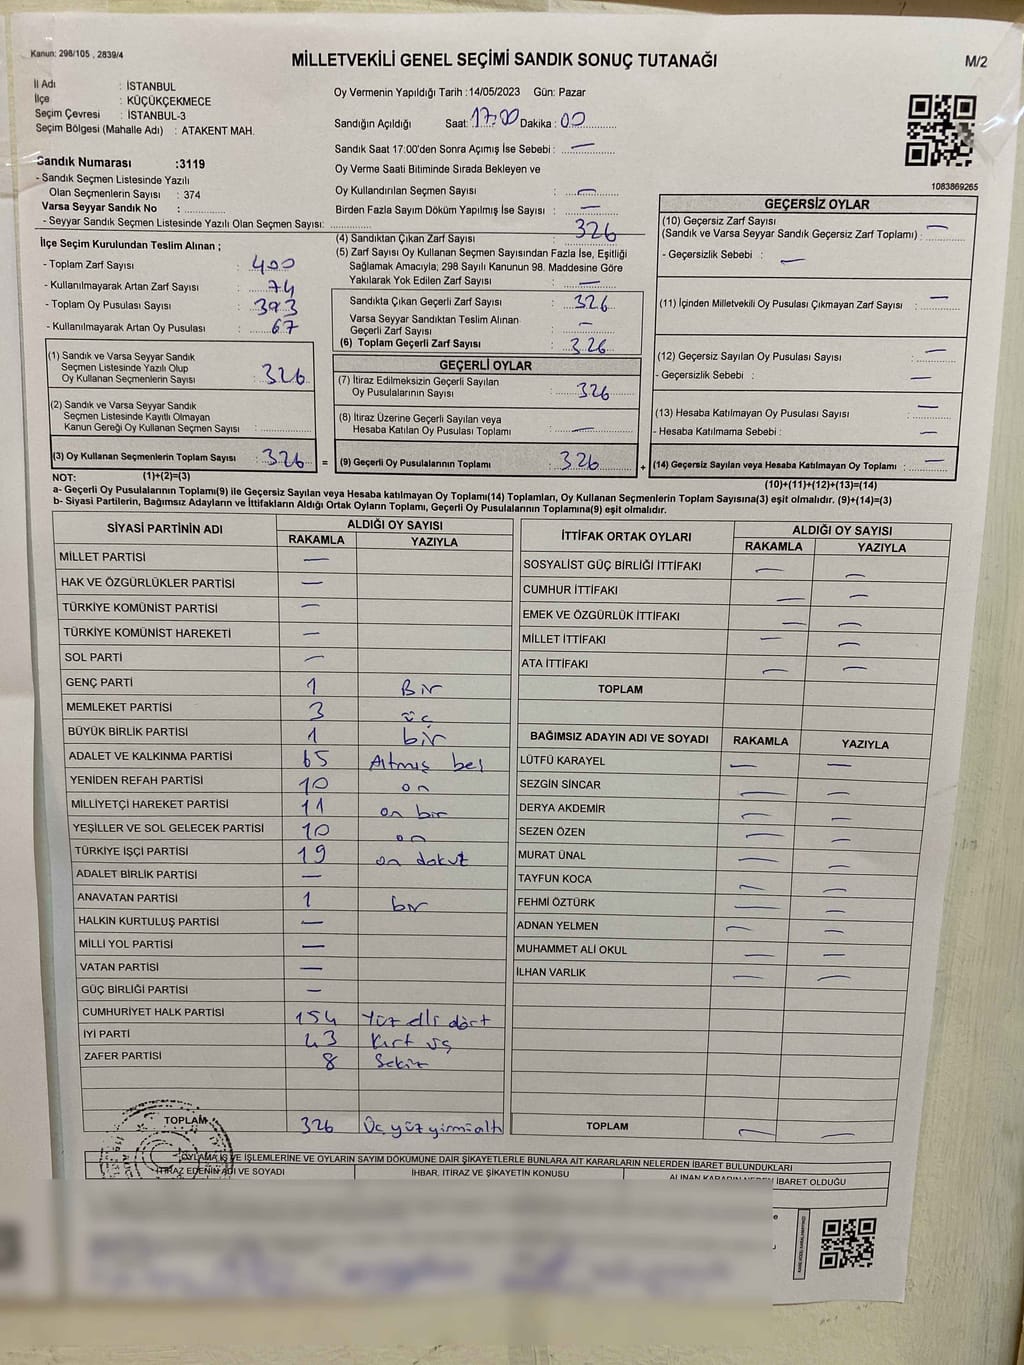 Kanun: 298/105 , 2839/4
MİLLETVEKİLİ GENEL SEÇİMİ SANDIK SONUÇ TUTANAĞI
M/2
İl Adı : İSTANBUL
İlçe : KÜÇÜKÇEKMECE
Seçim Çevresi : İSTANBUL-3
Seçim Bölgesi (Mahalle Adı) : ATAKENT MAH.
Sandık Numarası :3119
- Sandık Seçmen Listesinde Yazılı
Olan Seçmenlerin Sayısı : 374
Varsa Seyyar Sandık No :
- Seyyar Sandık Seçmen Listesinde Yazılı Olan Seçmen Sayısı:
Oy Vermenin Yapıldığı Tarih :14/05/2023 Gün: Pazar
Sandığın Açıldığı Saat: 17:00 Dakika : 00
Sandık Saat 17:00'den Sonra Açımış İse Sebebi : —
Oy Verme Saati Bitiminde Sırada Bekleyen ve
Oy Kullandırılan Seçmen Sayısı : —
Birden Fazla Sayım Döküm Yapılmış İse Sayısı : —
1083869265
İlçe Seçim Kurulundan Teslim Alınan ;
- Toplam Zarf Sayısı : 400
- Kullanılmayarak Artan Zarf Sayısı : 74
- Toplam Oy Pusulası Sayısı : 393
- Kullanılmayarak Artan Oy Pusulası : 67
(1) Sandık ve Varsa Seyyar Sandık
Seçmen Listesinde Yazılı Olup
Oy Kullanan Seçmenlerin Sayısı : 326
(2) Sandık ve Varsa Seyyar Sandık
Seçmen Listesinde Kayıtlı Olmayan
Kanun Gereği Oy Kullanan Seçmen Sayısı :
(3) Oy Kullanan Seçmenlerin Toplam Sayısı : 326 =
(1)+(2)=(3)
(4) Sandıktan Çıkan Zarf Sayısı : 326
(5) Zarf Sayısı Oy Kullanan Seçmen Sayısından Fazla İse, Eşitliği
Sağlamak Amacıyla; 298 Sayılı Kanunun 98. Maddesine Göre
Yakılarak Yok Edilen Zarf Sayısı : —
Sandıkta Çıkan Geçerli Zarf Sayısı : 326
Varsa Seyyar Sandıktan Teslim Alınan
Geçerli Zarf Sayısı : —
(6) Toplam Geçerli Zarf Sayısı : 326
GEÇERLİ OYLAR
(7) İtiraz Edilmeksizin Geçerli Sayılan
Oy Pusulalarının Sayısı : 326
(8) İtiraz Üzerine Geçerli Sayılan veya
Hesaba Katılan Oy Pusulası Toplamı : —
(9) Geçerli Oy Pusulalarının Toplamı : 326 +
GEÇERSİZ OYLAR
(10) Geçersiz Zarf Sayısı
(Sandık ve Varsa Seyyar Sandık Geçersiz Zarf Toplamı) : —
- Geçersizlik Sebebi : —
(11) İçinden Milletvekili Oy Pusulası Çıkmayan Zarf Sayısı : —
(12) Geçersiz Sayılan Oy Pusulası Sayısı : —
- Geçersizlik Sebebi : —
(13) Hesaba Katılmayan Oy Pusulası Sayısı : —
- Hesaba Katılmama Sebebi : —
(14) Geçersiz Sayılan veya Hesaba Katılmayan Oy Toplamı : —
(10)+(11)+(12)+(13)=(14)
NOT:
a- Geçerli Oy Pusulalarının Toplamı(9) ile Geçersiz Sayılan veya Hesaba katılmayan Oy Toplamı(14) Toplamları, Oy Kullanan Seçmenlerin Toplam Sayısına(3) eşit olmalıdır. (9)+(14)=(3)
b- Siyasi Partilerin, Bağımsız Adayların ve İttifakların Aldığı Ortak Oyların Toplamı, Geçerli Oy Pusulalarının Toplamına(9) eşit olmalıdır.
SİYASİ PARTİNİN ADI ALDIĞI OY SAYISI
RAKAMLA YAZIYLA
MİLLET PARTİSİ —
HAK VE ÖZGÜRLÜKLER PARTİSİ —
TÜRKİYE KOMÜNİST PARTİSİ —
TÜRKİYE KOMÜNİST HAREKETİ —
SOL PARTİ —
GENÇ PARTİ 1 Bir
MEMLEKET PARTİSİ 3 üç
BÜYÜK BİRLİK PARTİSİ 1 bir
ADALET VE KALKINMA PARTİSİ 65 Altmış beş
YENİDEN REFAH PARTİSİ 10 on
MİLLİYETÇİ HAREKET PARTİSİ 11 on bir
YEŞİLLER VE SOL GELECEK PARTİSİ 10 on
TÜRKİYE İŞÇİ PARTİSİ 19 on dokuz
ADALET BİRLİK PARTİSİ —
ANAVATAN PARTİSİ 1 bir
HALKIN KURTULUŞ PARTİSİ —
MİLLİ YOL PARTİSİ —
VATAN PARTİSİ —
GÜÇ BİRLİĞİ PARTİSİ —
CUMHURİYET HALK PARTİSİ 154 Yüz elli dört
İYİ PARTİ 43 Kırk üç
ZAFER PARTİSİ 8 Sekiz
TOPLAM 326 Üç yüz yirmi altı
İTTİFAK ORTAK OYLARI ALDIĞI OY SAYISI
RAKAMLA YAZIYLA
SOSYALİST GÜÇ BİRLİĞİ İTTİFAKI — —
CUMHUR İTTİFAKI — —
EMEK VE ÖZGÜRLÜK İTTİFAKI — —
MİLLET İTTİFAKI — —
ATA İTTİFAKI — —
TOPLAM
BAĞIMSIZ ADAYIN ADI VE SOYADI RAKAMLA YAZIYLA
LÜTFÜ KARAYEL — —
SEZGİN SİNCAR — —
DERYA AKDEMİR — —
SEZEN ÖZEN — —
MURAT ÜNAL — —
TAYFUN KOCA — —
FEHMİ ÖZTÜRK — —
ADNAN YELMEN — —
MUHAMMET ALİ OKUL — —
İLHAN VARLIK — —
TOPLAM — —
OYLAMA İŞ VE İŞLEMLERİNE VE OYLARIN SAYIM DÖKÜMÜNE DAİR ŞİKAYETLERLE BUNLARA AİT KARARLARIN NELERDEN İBARET BULUNDUKLARI
İTİRAZ EDENİN ADI VE SOYADI İHBAR, İTİRAZ VE ŞİKAYETİN KONUSU ALINAN KARARIN NEDEN İBARET OLDUĞU